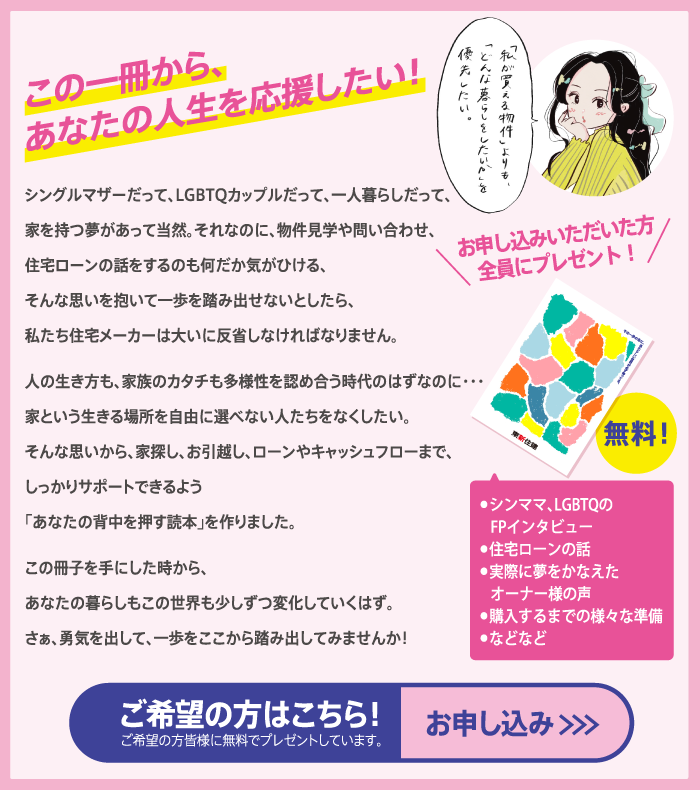 この一冊から、
あなたの人生を応援したい!
「私が買える物件」よりも、
「どんな暮らしをしたいか」を
優先したい。
シングルマザーだって、LGBTQカップルだって、一人暮らしだって、
家を持つ夢があって当然。それなのに、物件見学や問い合わせ、
住宅ローンの話をするのも何だか気がひける、
そんな思いを抱いて一歩を踏み出せないとしたら、
私たち住宅メーカーは大いに反省しなければなりません。
人の生き方も、家族のカタチも多様性を認め合う時代のはずなのに・・・
家という生きる場所を自由に選べない人たちをなくしたい。
そんな思いから、家探し、お引越し、ローンやキャッシュフローまで、
しっかりサポートできるよう
「あなたの背中を押す読本」を作りました。
この冊子を手にした時から、
あなたの暮らしもこの世界も少しずつ変化していくはず。
さぁ、勇気を出して、一歩をここから踏み出してみませんか!
お申し込みいただいた方
全員にプレゼント!
東新住建
無料!
●シンママ、LGBTQの
FPインタビュー
●住宅ローンの話
●実際に夢をかなえた
オーナー様の声
●購入するまでの様々な準備
●などなど
ご希望の方はこちら!
ご希望の方皆様に無料でプレゼントしています。
お申し込み >>>